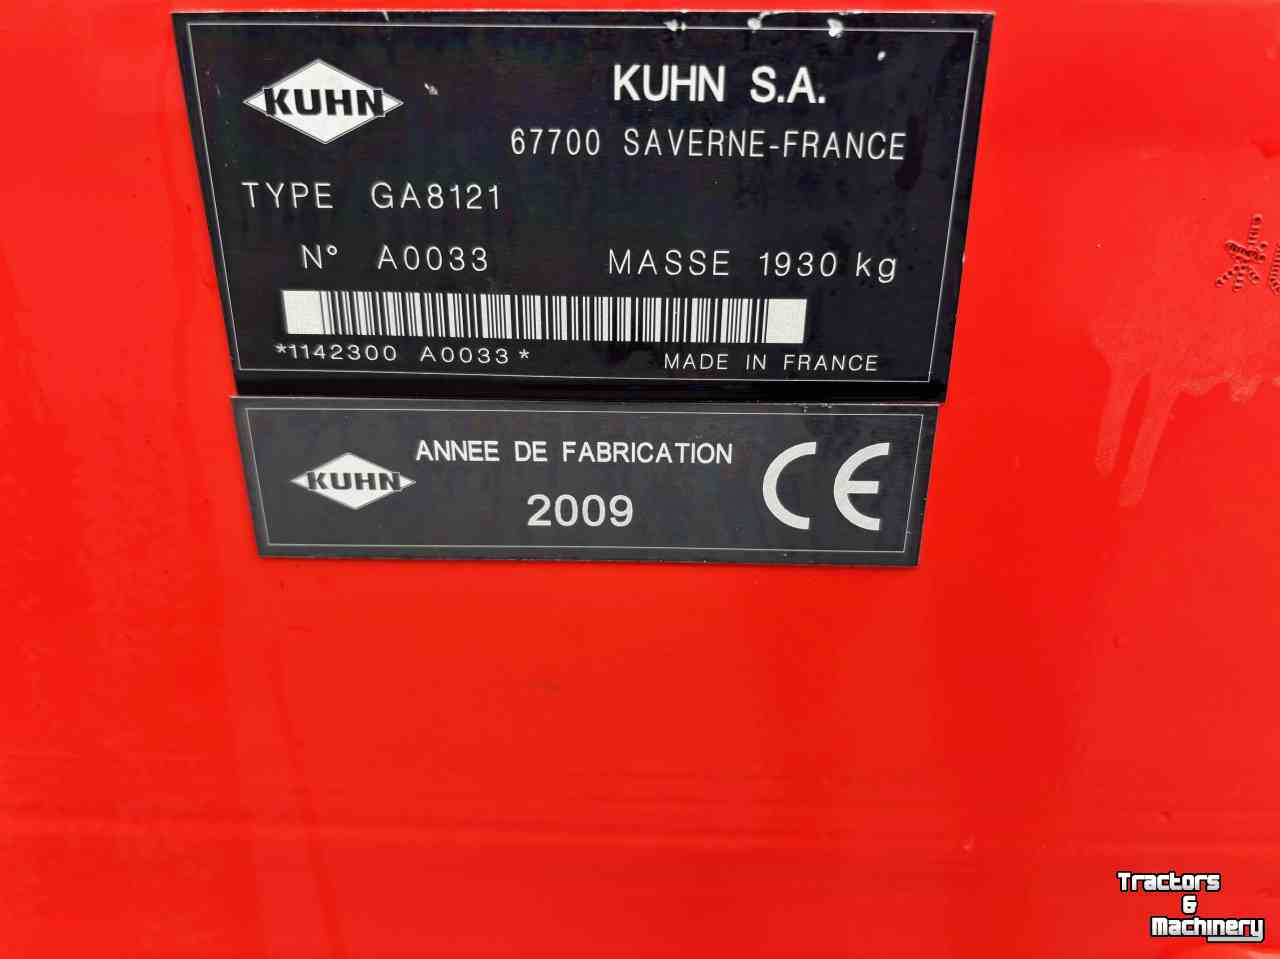 KUHN
KUHN S.A.
67700 SAVERNE-FRANCE
TYPE GA8121
N° A0033 MASSE 1930 kg
*1142300 A0033*
MADE IN FRANCE
KUHN
ANNEE DE FABRICATION
2009
CE
Tractors
&
Machinery